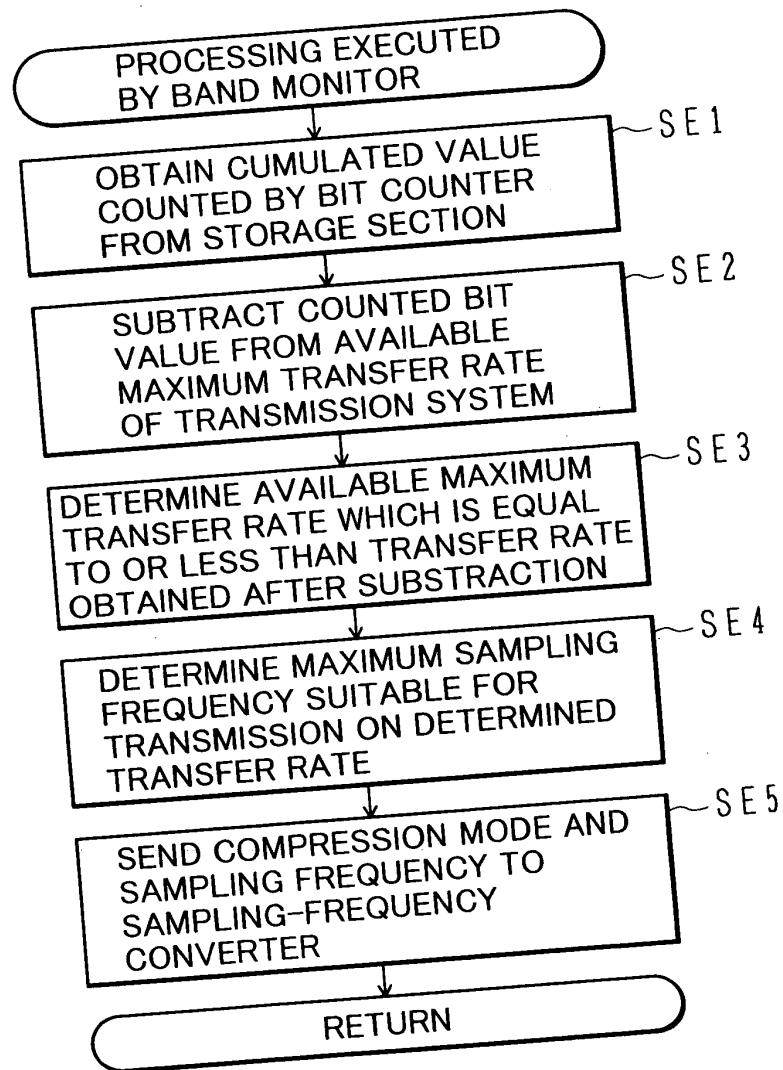 PROCESSING EXECUTED
BY BAND MONITOR
SE1
OBTAIN CUMULATED VALUE
COUNTED BY BIT COUNTER
FROM STORAGE SECTION
SE2
SUBTRACT COUNTED BIT
VALUE FROM AVAILABLE
MAXIMUM TRANSFER RATE
OF TRANSMISSION SYSTEM
SE3
DETERMINE AVAILABLE MAXIMUM
TRANSFER RATE WHICH IS EQUAL
TO OR LESS THAN TRANSFER RATE
OBTAINED AFTER SUBSTRACTION
SE4
DETERMINE MAXIMUM SAMPLING
FREQUENCY SUITABLE FOR
TRANSMISSION ON DETERMINED
TRANSFER RATE
SE5
SEND COMPRESSION MODE AND
SAMPLING FREQUENCY TO
SAMPLING-FREQUENCY
CONVERTER
RETURN